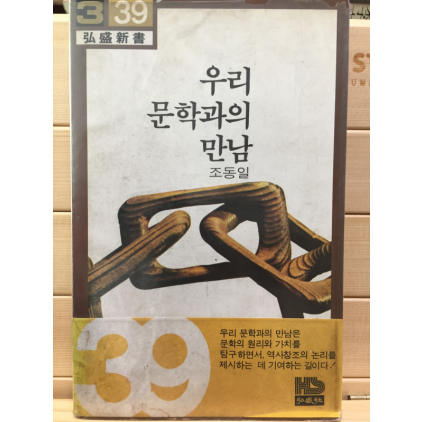 3 39
弘盛新書
우리
문학과의
만남
조동일
39
우리 문학과의 만남은
문학의 원리와 가치를
탐구하면서, 역사창조의 논리를
제시하는 데 기여하는 길이다!
HS